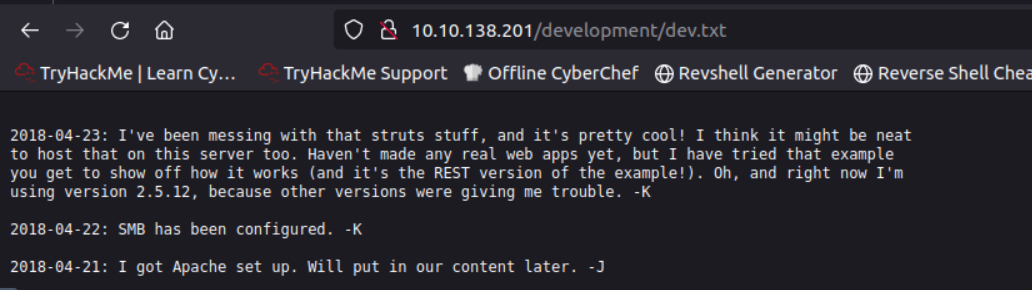 10.10.138.201/development/dev.txt
TryHackMe | Learn Cy... TryHackMe Support Offline CyberChef Revshell Generator Reverse Shell Chea
2018-04-23: I've been messing with that struts stuff, and it's pretty cool! I think it might be neat
to host that on this server too. Haven't made any real web apps yet, but I have tried that example
you get to show off how it works (and it's the REST version of the example!). Oh, and right now I'm
using version 2.5.12, because other versions were giving me trouble. -K
2018-04-22: SMB has been configured. -K
2018-04-21: I got Apache set up. Will put in our content later. -J